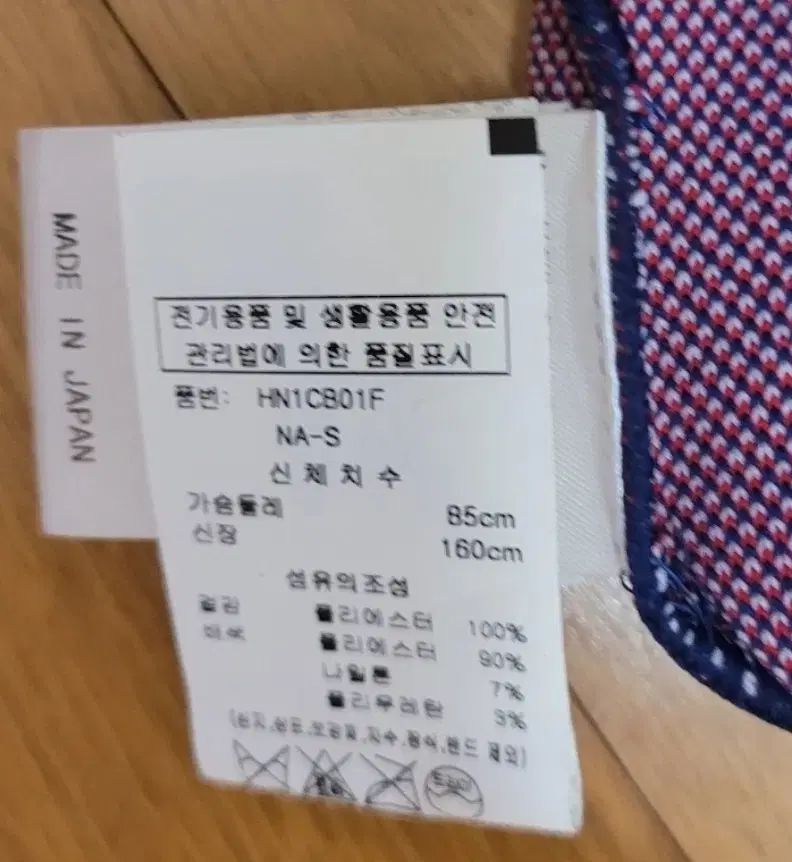 MADE IN JAPAN
전기용품 및 생활용품 안전
관리법에 의한 품질표시
품번: HN1CB01F
NA-S
신체치수
가슴둘레 85cm
신장 160cm
섬유의조성
겉감 폴리에스터 100%
배색 폴리에스터 90%
나일론 7%
폴리우레탄 3%
제외)